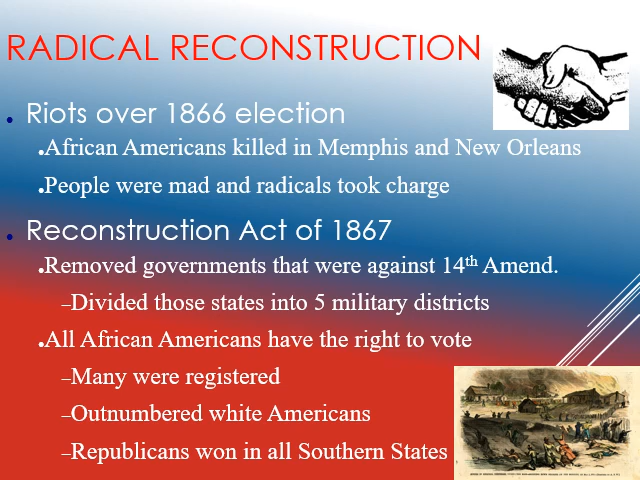 RADICAL RECONSTRUCTION
Riots over 1866 election
African Americans killed in Memphis and New Orleans
People were mad and radicals took charge
Reconstruction Act of 1867
Removed governments that were against 14th Amend.
–Divided those states into 5 military districts
All African Americans have the right to vote
–Many were registered
–Outnumbered white Americans
–Republicans won in all Southern States